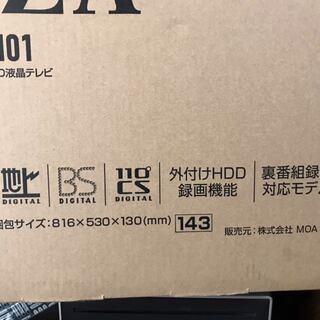 ZX
101
D液晶テレビ
地上 DIGITAL BS DIGITAL 110° CS DIGITAL 外付けHDD 録画機能 裏番組録 対応モデ
梱包サイズ:816×530×130(mm) 143 販売元:株式会社 MOA